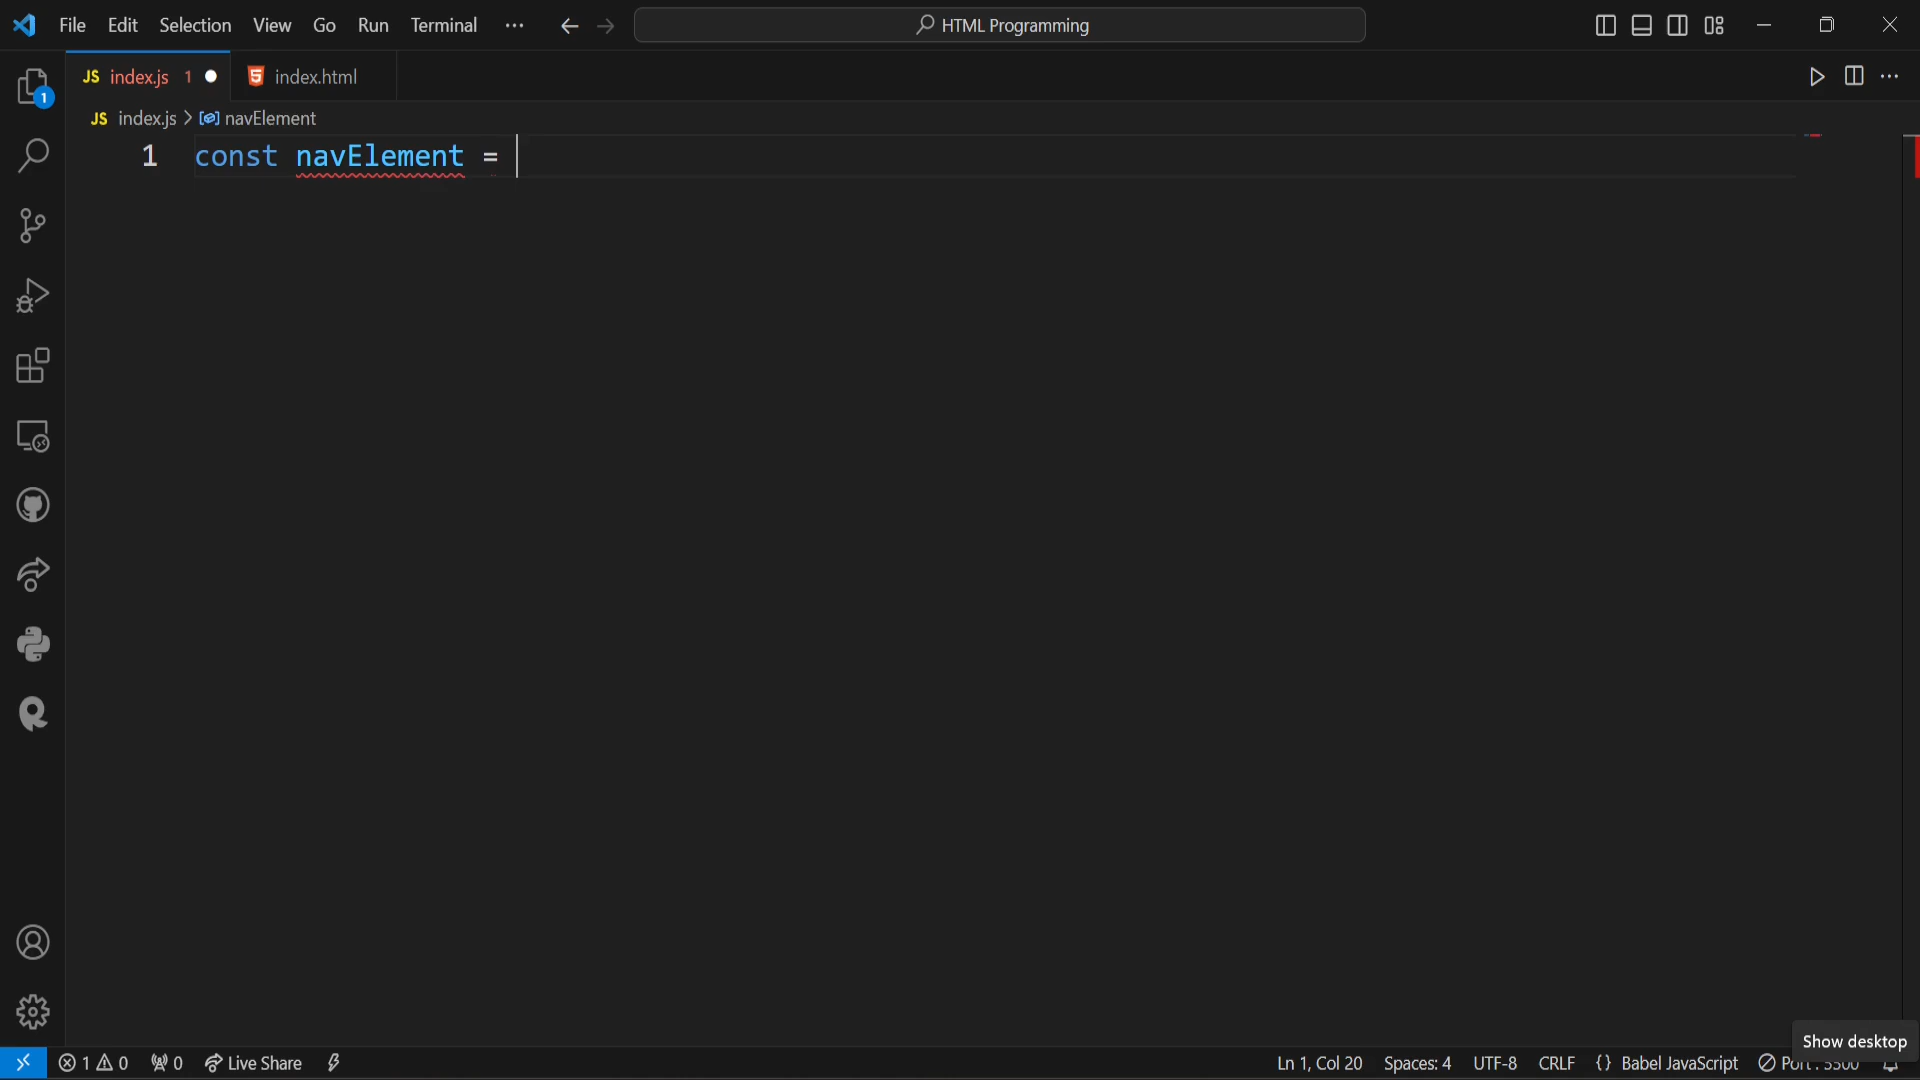 File Edit Selection View Go Run Terminal ··· HTML Programming
JS index.js 1 index.html
JS index.js > navElement
1 const navElement =
1
Show desktop
1 0 0 Live Share Ln 1, Col 20 Spaces: 4 UTF-8 CRLF {} Babel JavaScript